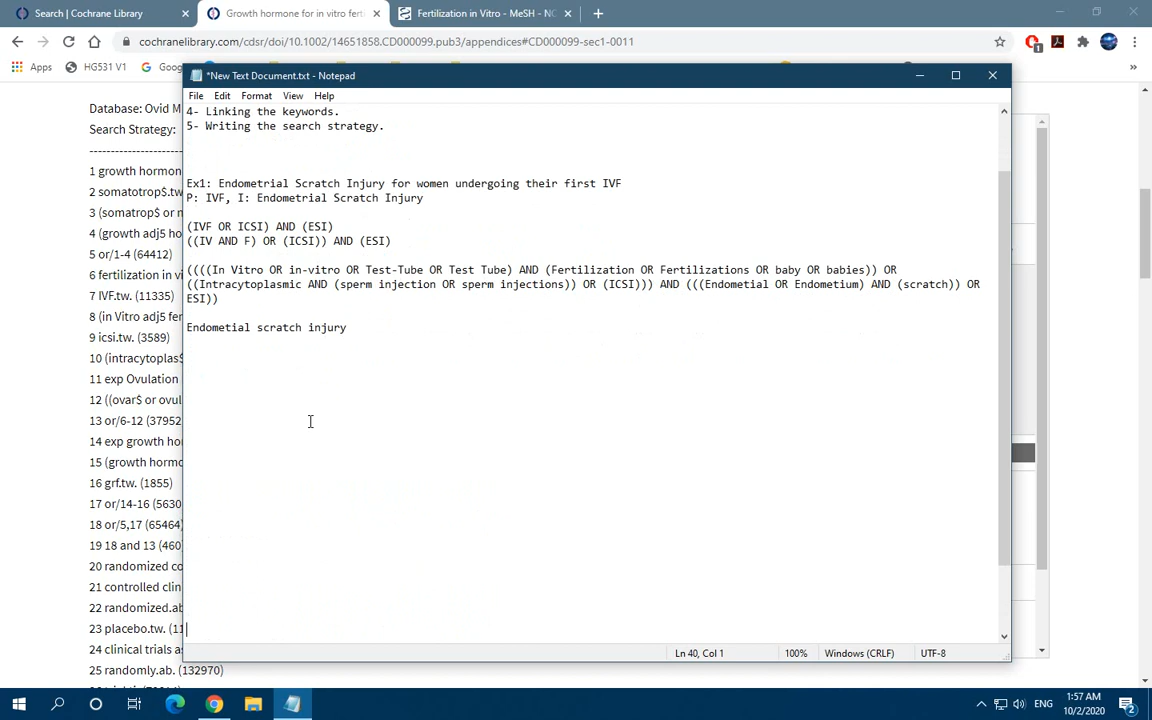 Search | Cochrane Library
Growth hormone for in vitro fert
Fertilization in Vitro - MeSH - NC
cochranelibrary.com/cdsr/doi/10.1002/14651858.CD000099.pub3/appendices#CD000099-sec1-0011
1
Apps
HG531 V1
Goog
*New Text Document.txt - Notepad
File Edit Format View Help
4- Linking the keywords.
5- Writing the search strategy.
Ex1: Endometrial Scratch Injury for women undergoing their first IVF
P: IVF, I: Endometrial Scratch Injury
(IVF OR ICSI) AND (ESI)
((IV AND F) OR (ICSI)) AND (ESI)
((((In Vitro OR in-vitro OR Test-Tube OR Test Tube) AND (Fertilization OR Fertilizations OR baby OR babies)) OR
((Intracytoplasmic AND (sperm injection OR sperm injections)) OR (ICSI))) AND (((Endometial OR Endometium) AND (scratch)) OR
ESI))
Endometial scratch injury
Ln 40, Col 1
100%
Windows (CRLF)
UTF-8
Database: Ovid M
Search Strategy:
--------------------
1 growth hormon
2 somatotrop$.tw
3 (somatrop$ or n
4 (growth adj5 ho
5 or/1-4 (64412)
6 fertilization in vi
7 IVF.tw. (11335)
8 (in Vitro adj5 fer
9 icsi.tw. (3589)
10 (intracytoplas$
11 exp Ovulation
12 ((ovar$ or ovul
13 or/6-12 (37952
14 exp growth hor
15 (growth hormo
16 grf.tw. (1855)
17 or/14-16 (5630
18 or/5,17 (65464)
19 18 and 13 (460)
20 randomized co
21 controlled clin
22 randomized.ab
23 placebo.tw. (11
24 clinical trials as
25 randomly.ab. (132970)
ENG
1:57 AM
10/2/2020
2